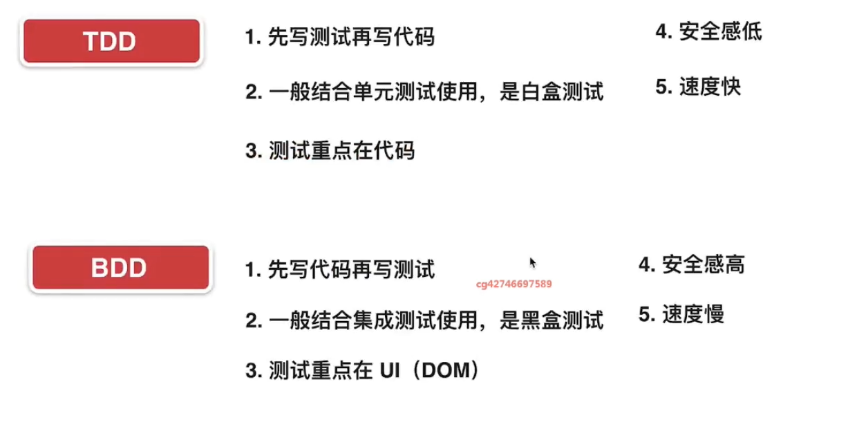 TDD
1. 先写测试再写代码
4. 安全感低
2. 一般结合单元测试使用，是白盒测试
5. 速度快
3. 测试重点在代码
BDD
1. 先写代码再写测试
4. 安全感高
cg42746697589
2. 一般结合集成测试使用，是黑盒测试
5. 速度慢
3. 测试重点在 UI（DOM）